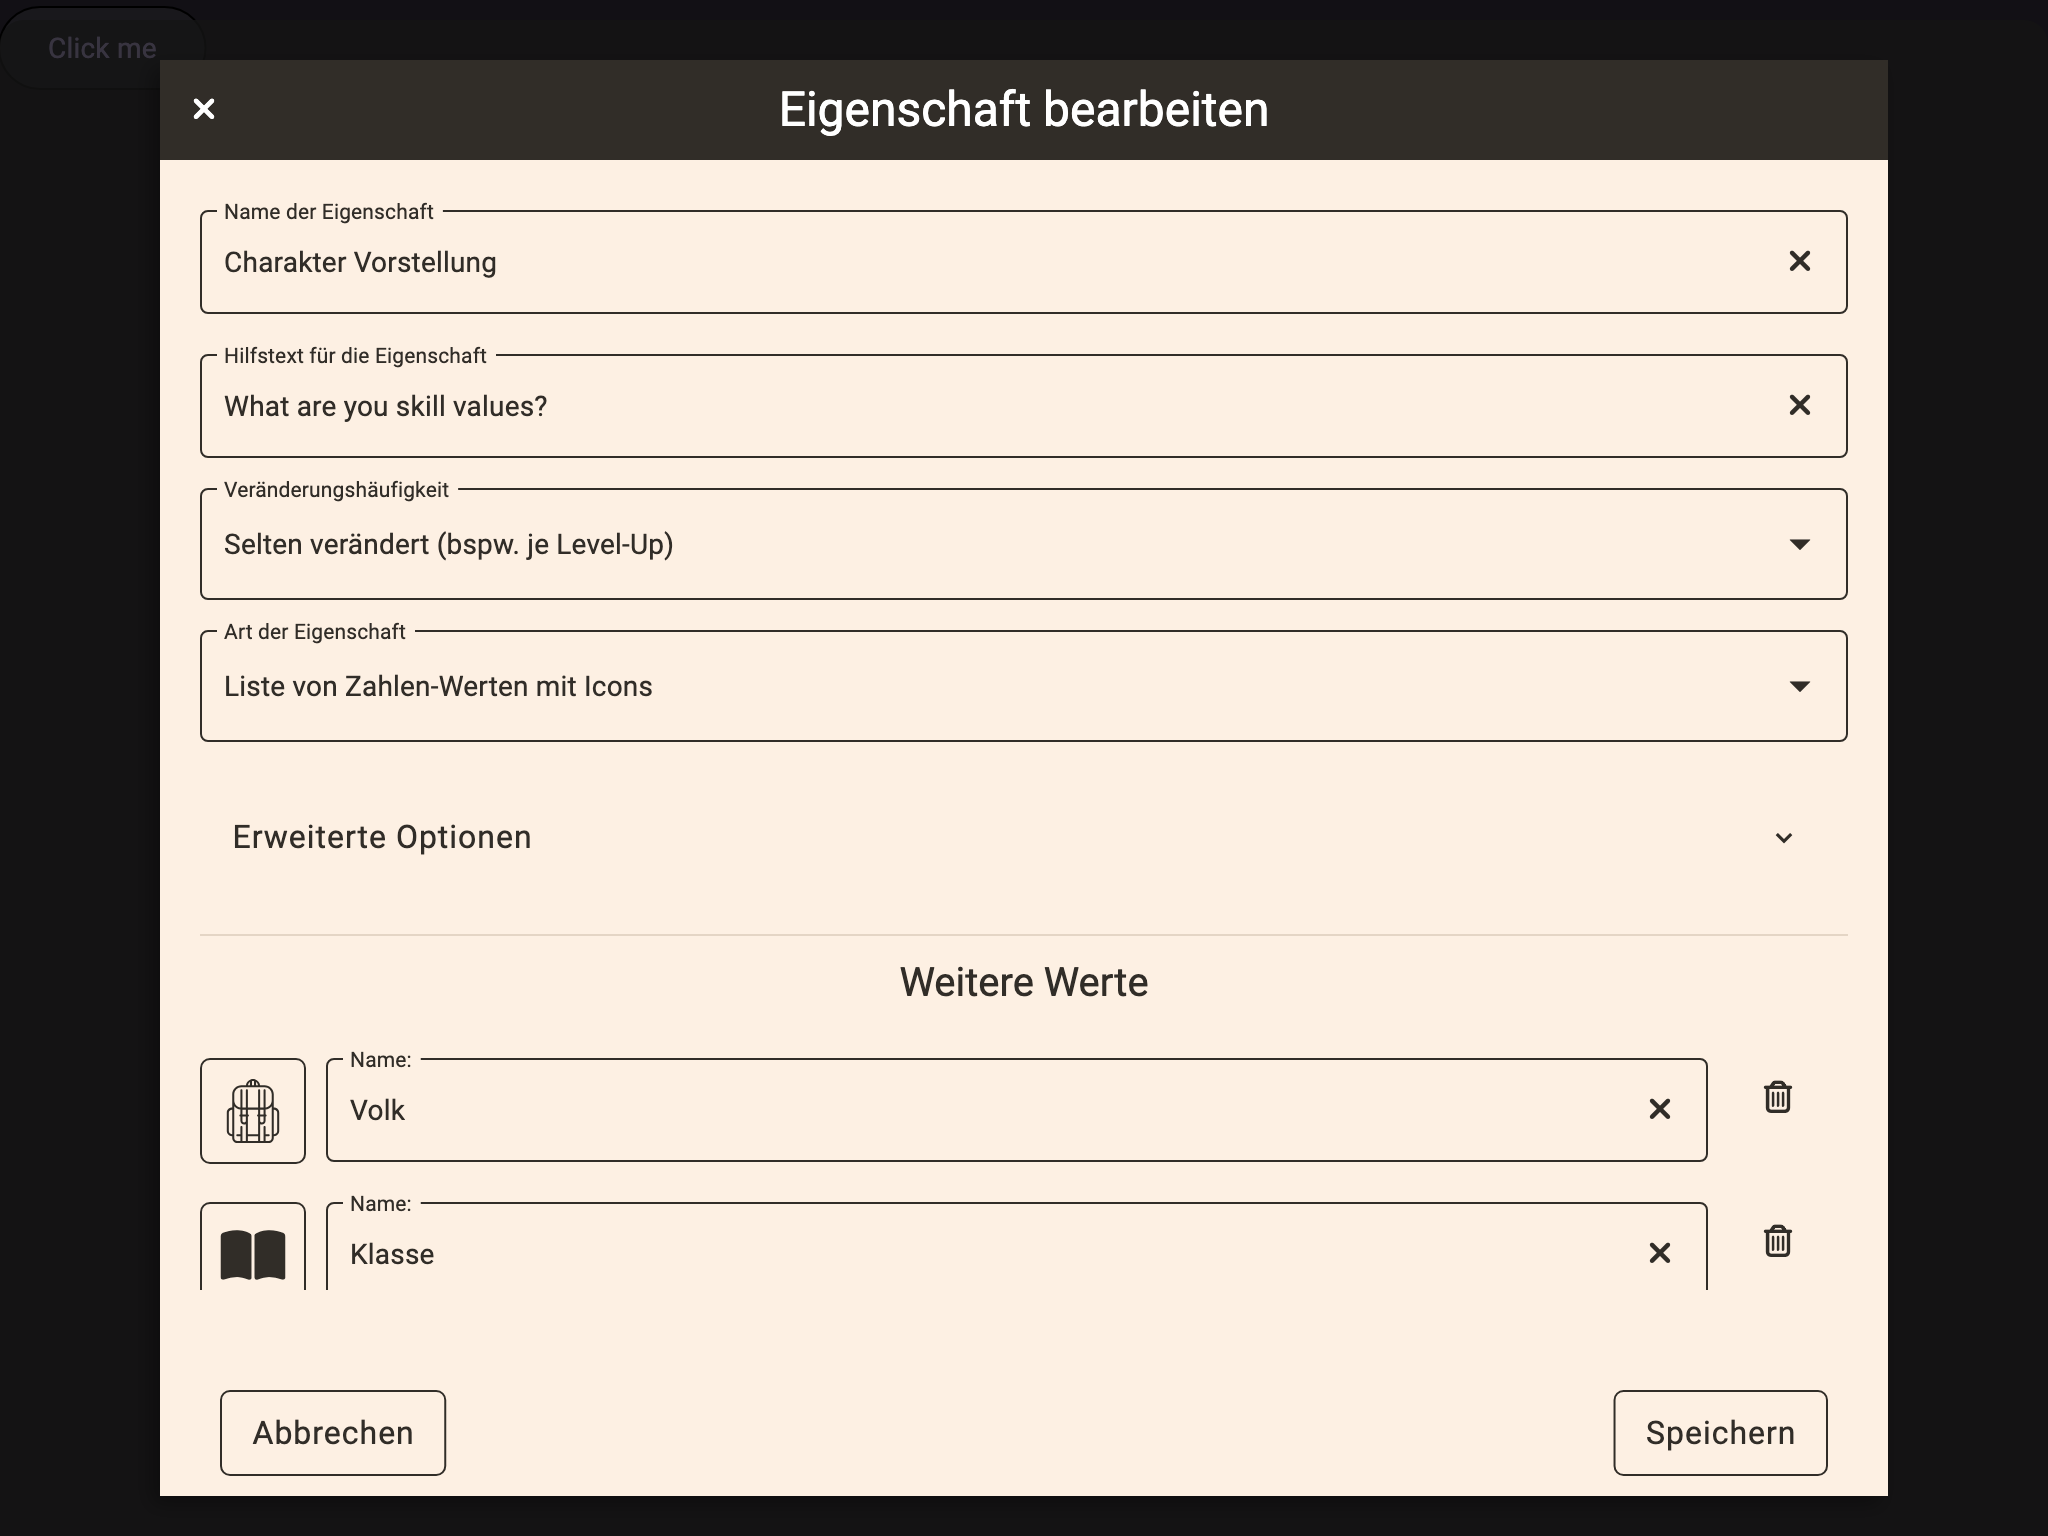 Click me
Eigenschaft bearbeiten
Name der Eigenschaft
Charakter Vorstellung
Hilfstext für die Eigenschaft
What are you skill values?
Veränderungshäufigkeit
Selten verändert (bspw. je Level-Up)
Art der Eigenschaft
Liste von Zahlen-Werten mit Icons
Erweiterte Optionen
Weitere Werte
Name:
Volk
Name:
Klasse
Abbrechen
Speichern